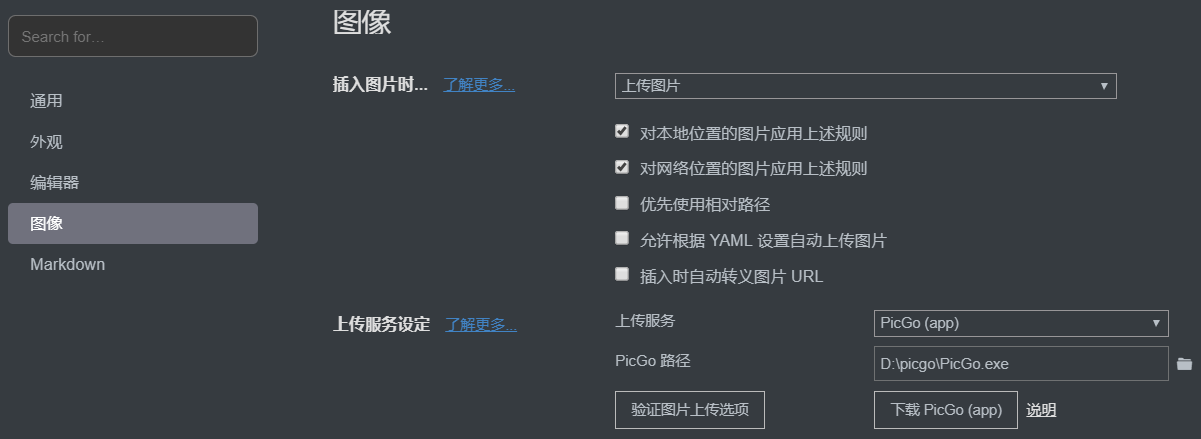 Search for...
通用
外观
编辑器
图像
Markdown
图像
插入图片时... 了解更多... 上传图片
对本地位置的图片应用上述规则
对网络位置的图片应用上述规则
优先使用相对路径
允许根据 YAML 设置自动上传图片
插入时自动转义图片 URL
上传服务设定 了解更多... 上传服务 PicGo (app)
PicGo 路径 D:\picgo\PicGo.exe
验证图片上传选项 下载 PicGo (app) 说明